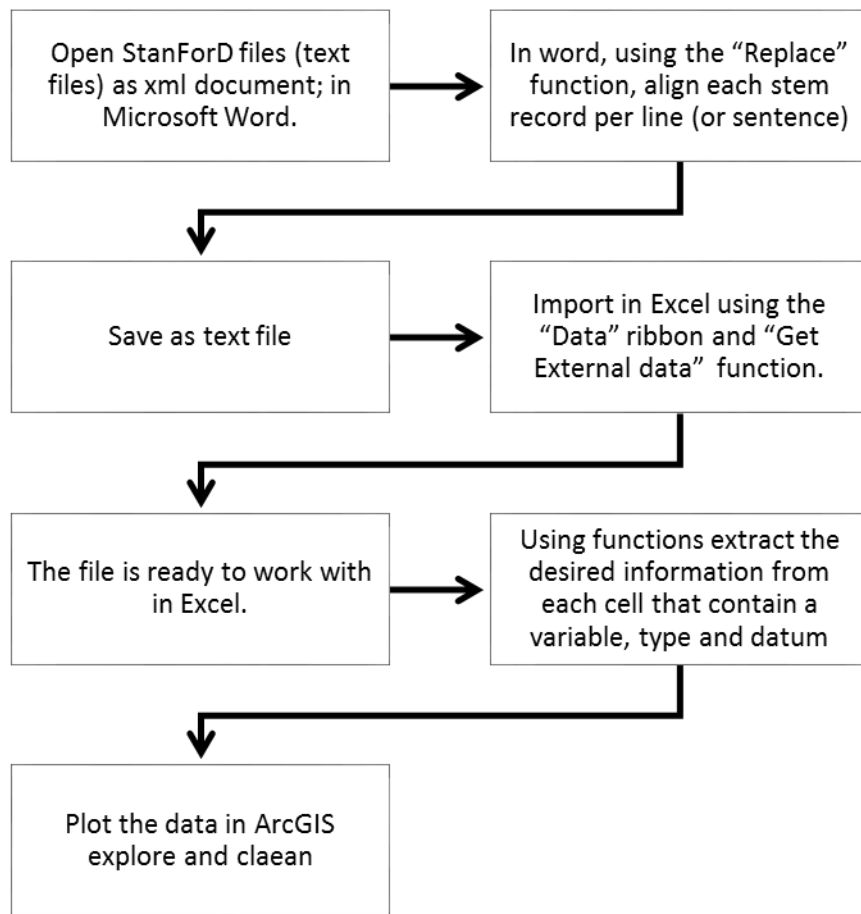 Open StanForD files (text
files) as xml document; in
Microsoft Word.
In word, using the “Replace”
function, align each stem
record per line (or sentence)
Save as text file
Import in Excel using the
“Data” ribbon and “Get
External data” function.
The file is ready to work with
in Excel.
Using functions extract the
desired information from
each cell that contain a
variable, type and datum
Plot the data in ArcGIS
explore and claean